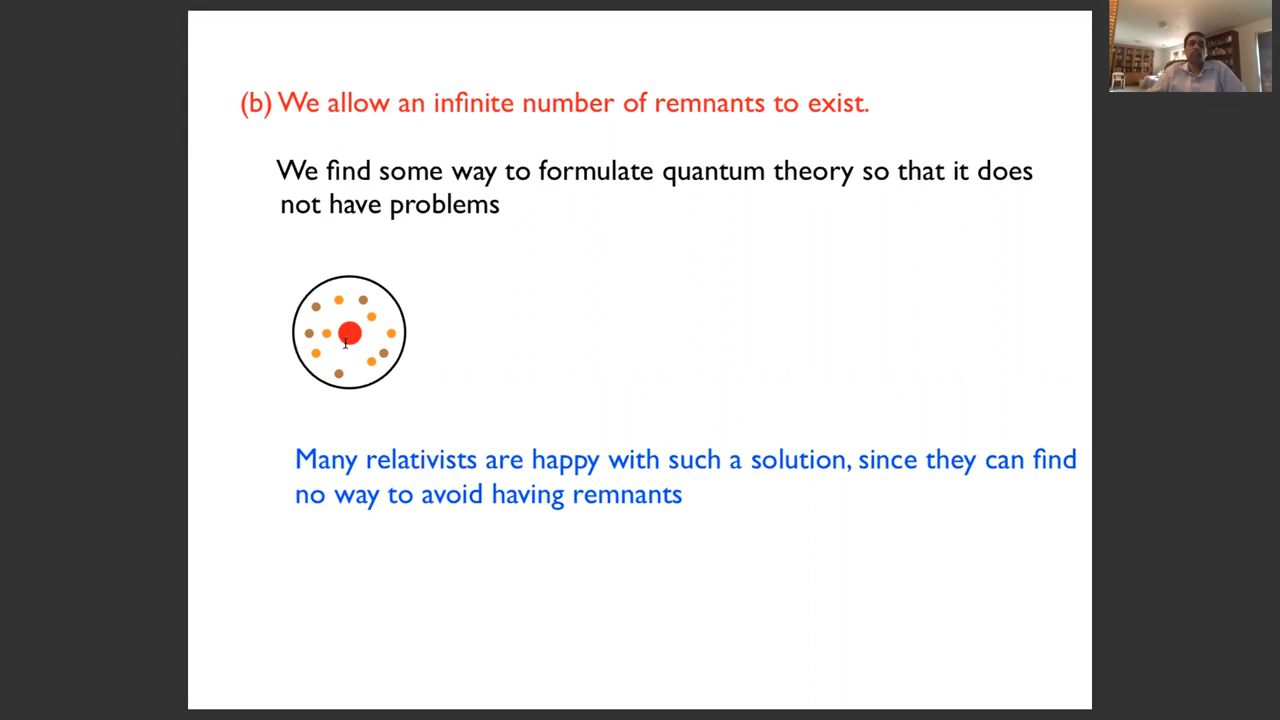 (b) We allow an infinite number of remnants to exist.
We find some way to formulate quantum theory so that it does
not have problems
Many relativists are happy with such a solution, since they can find
no way to avoid having remnants